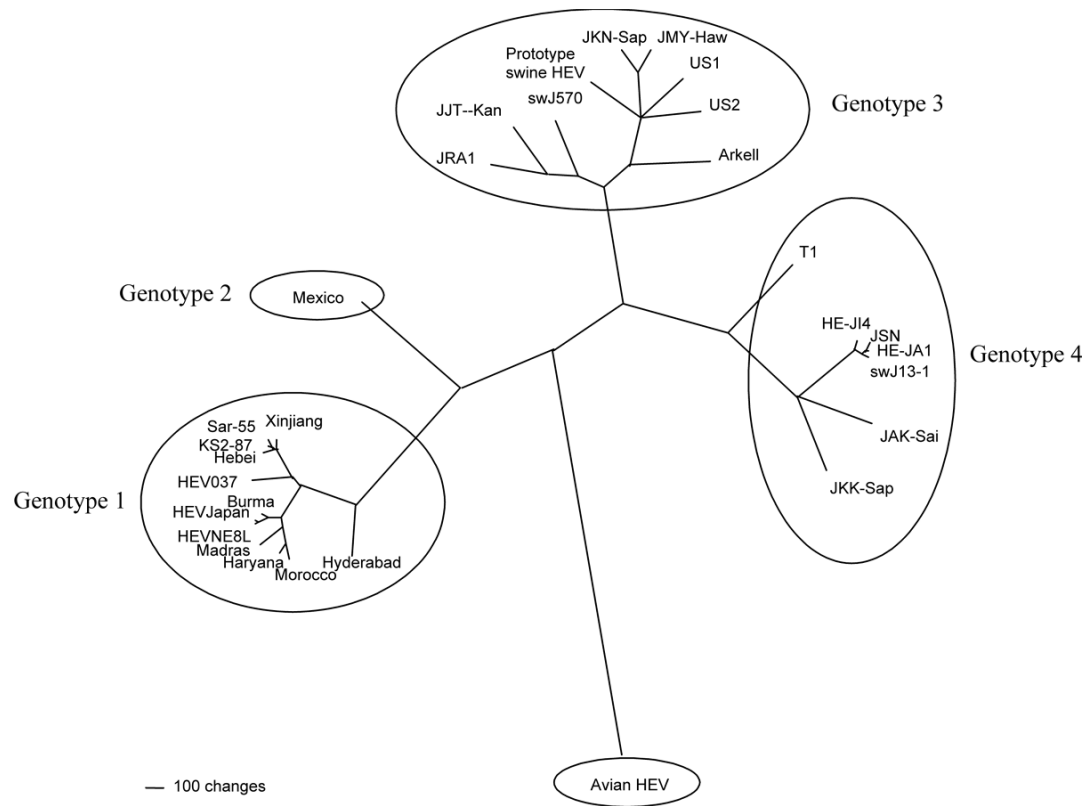 JKN-Sap JMY-Haw
Prototype
swine HEV
US1
swJ570
JJT--Kan
US2
Genotype 3
JRA1
Arkell
T1
Genotype 2
Mexico
HE-JI4
JSN
HE-JA1
swJ13-1
Genotype 4
JAK-Sai
JKK-Sap
Sar-55
Xinjiang
KS2-87
Hebei
HEV037
Genotype 1
Burma
HEVJapan
HEVNE8L
Madras
Haryana
Morocco
Hyderabad
Avian HEV
100 changes